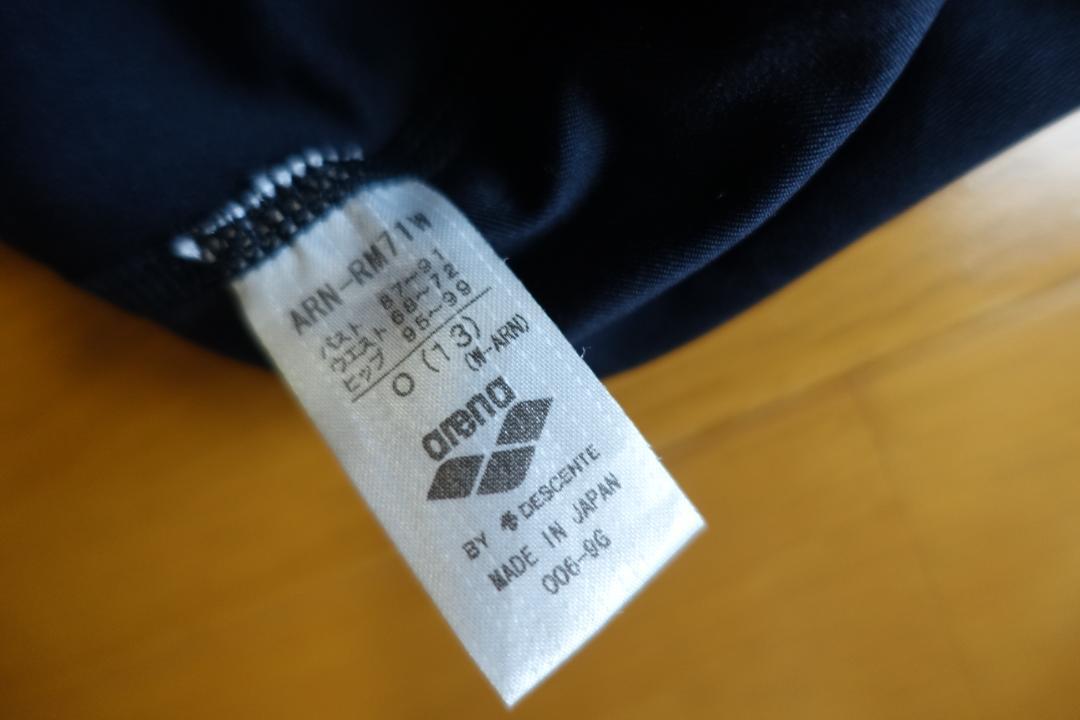 ARN-RM71W
バスト 87~91
ウエスト 68~72
ヒップ 95~99
O (13)
(W-ARN)
arena
BY DESCENTE
MADE IN JAPAN
006-9G